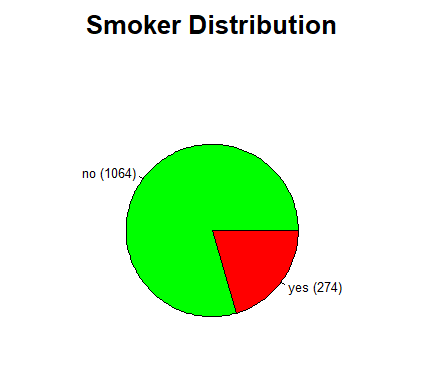 Smoker Distribution
no (1064)
yes (274)